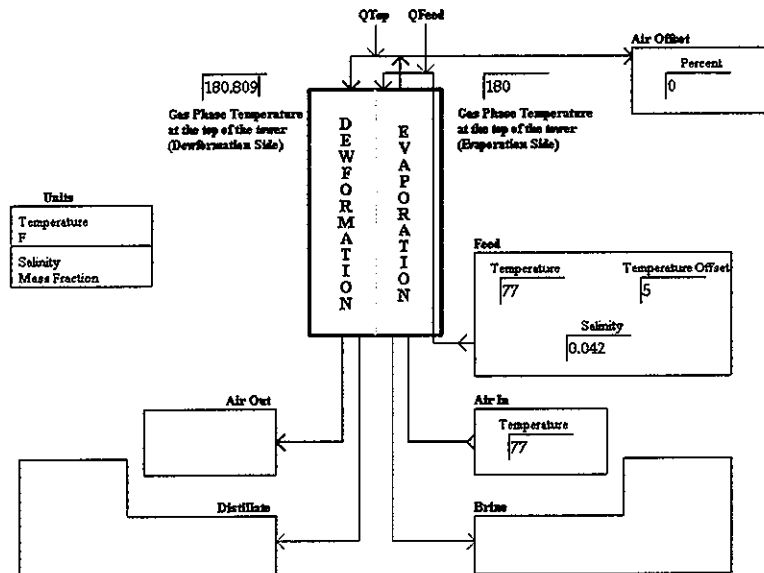 QTop QFeed
Air Offset
Percent
0
180.809
180
Gas Phase Temperature
at the top of the tower
(Dewformation Side)
Gas Phase Temperature
at the top of the tower
(Evaporation Side)
DEWFORMATION
EVAPORATION
Units
Temperature
F
Salinity
Mass Fraction
Feed
Temperature
77
Temperature Offset
5
Salinity
0.042
Air Out
Air In
Temperature
77
Distillate
Brine